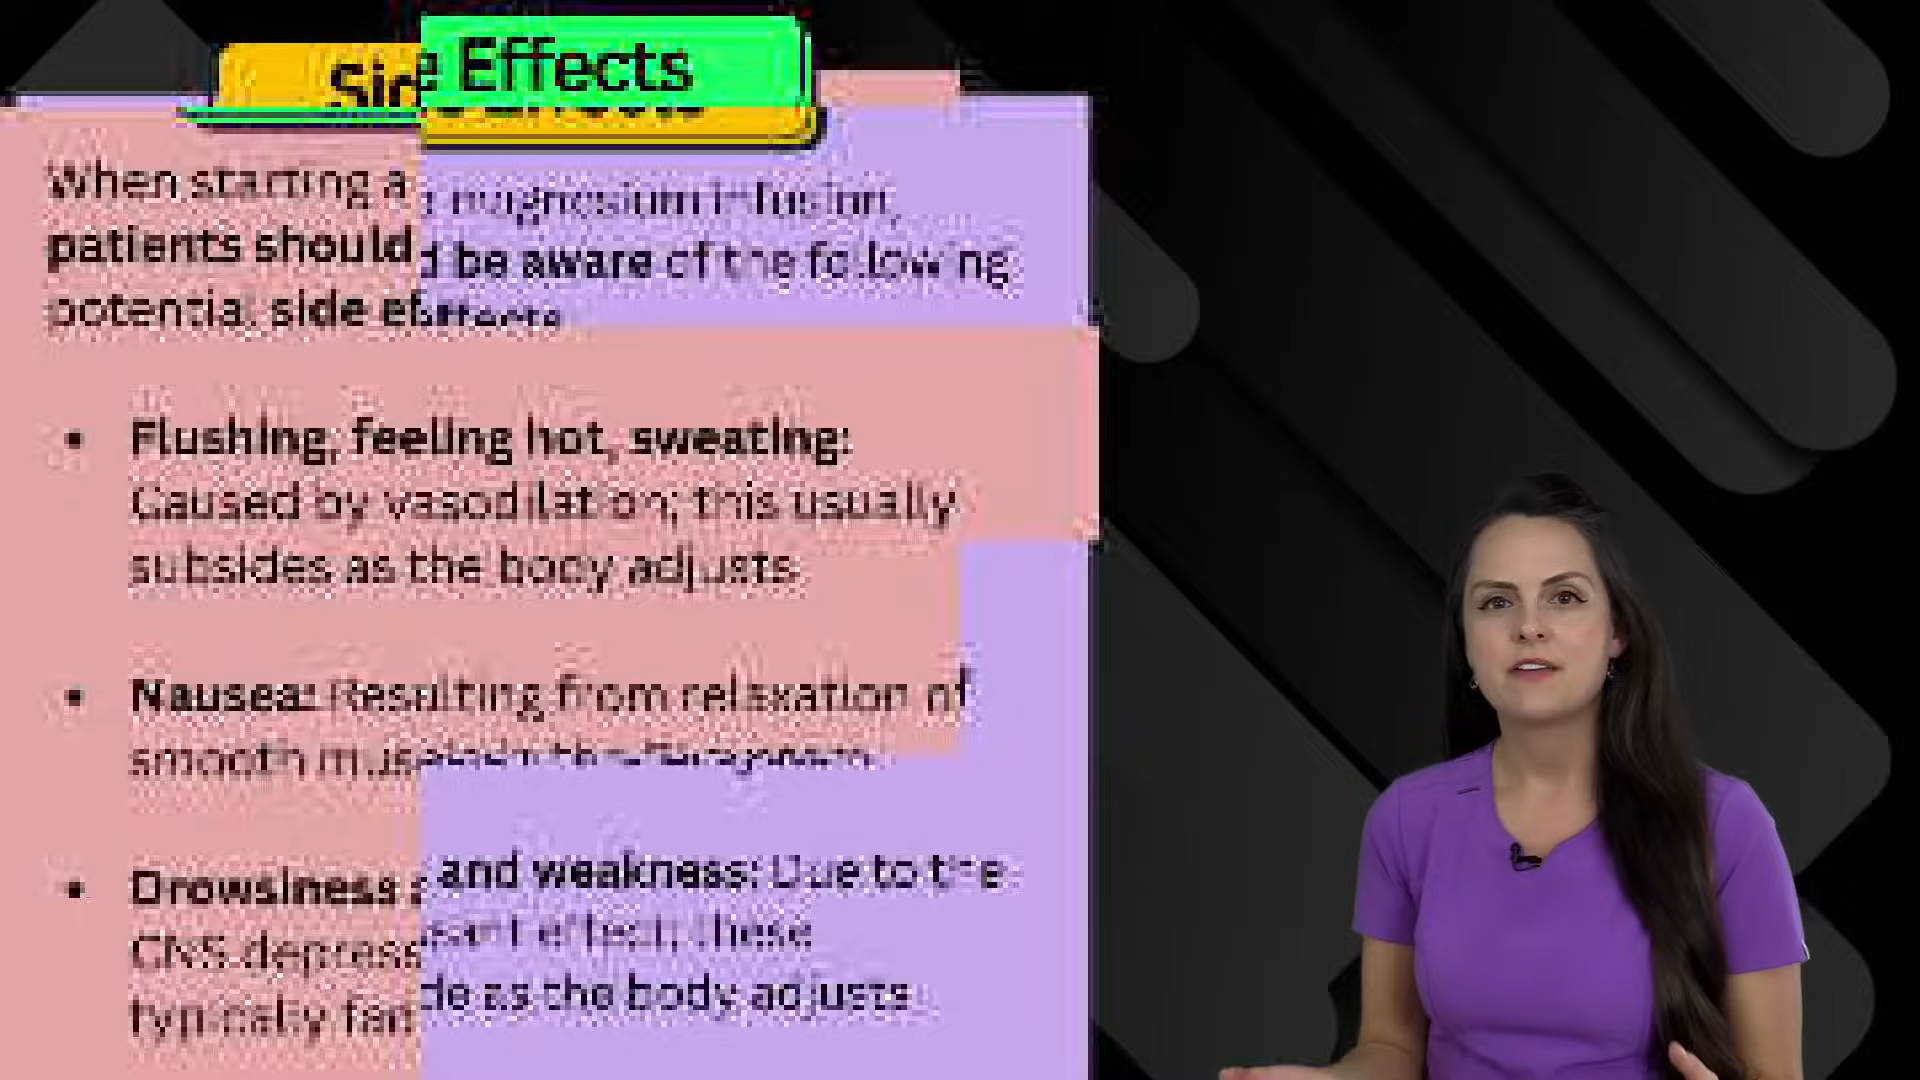 Side Effects
When starting a magnesium infusion,
patients should be aware of the following
potential side effects
• Flushing, feeling hot, sweating:
Caused by vasodilation; this usually
subsides as the body adjusts
• Nausea: Resulting from relaxation of
smooth
• Drowsiness and weakness: Due to the
CNS depressant effect; these
typically fade as the body adjusts